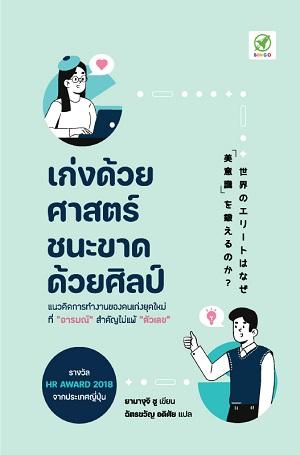 BINGO
เก่งด้วย
ศาสตร์
ชนะขาด
ด้วยศิลป์
世界のエリートはなぜ
「美意識」を鍛えるのか?
แนวคิดการทำงานของคนเก่งยุคใหม่
ที่ "อารมณ์" สำคัญไม่แพ้ "ตัวเลข"
รางวัล
HR AWARD 2018
จากประเทศญี่ปุ่น
ยามางุจิ ชู เขียน
ฉัตรขวัญ อดิศัย แปล